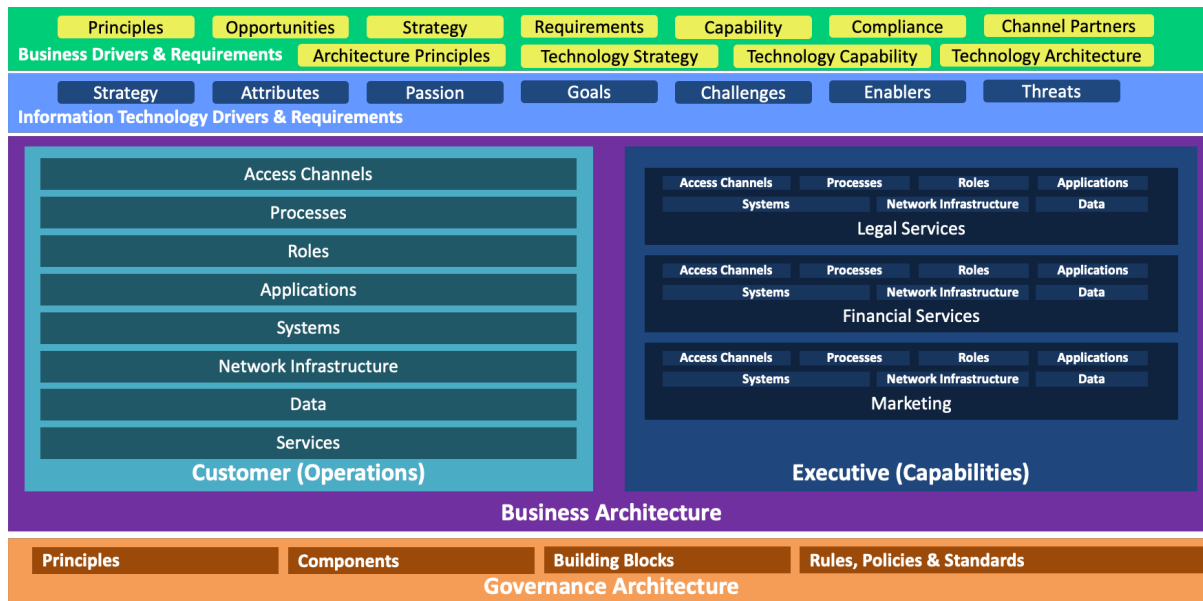 Principles Opportunities Strategy Requirements Capability Compliance Channel Partners
Business Drivers & Requirements Architecture Principles Technology Strategy Technology Capability Technology Architecture
Strategy Attributes Passion Goals Challenges Enablers Threats
Information Technology Drivers & Requirements
Access Channels
Processes
Roles
Applications
Systems
Network Infrastructure
Data
Services
Customer (Operations)
Access Channels Processes Roles Applications
Systems Network Infrastructure Data
Legal Services
Access Channels Processes Roles Applications
Systems Network Infrastructure Data
Financial Services
Access Channels Processes Roles Applications
Systems Network Infrastructure Data
Marketing
Executive (Capabilities)
Business Architecture
Principles Components Building Blocks Rules, Policies & Standards
Governance Architecture